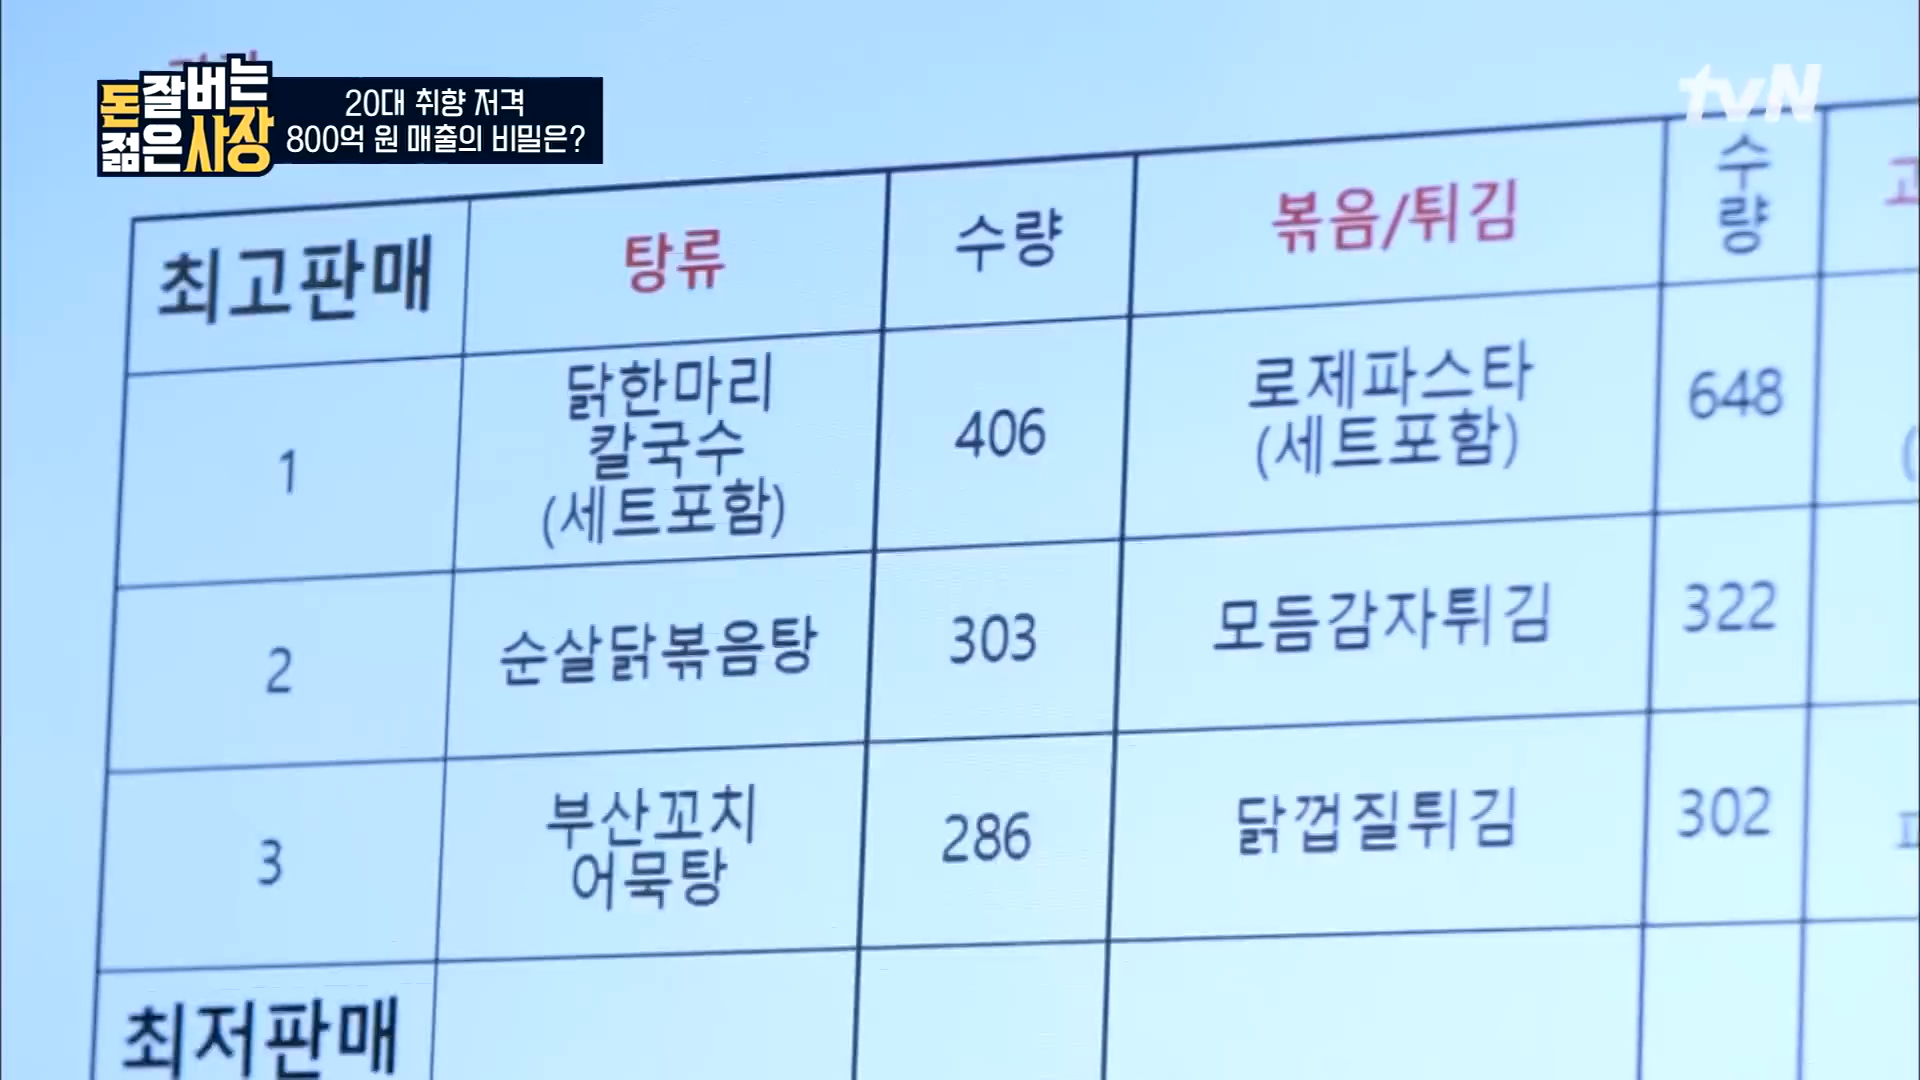 돈 잘 버는
젊은 사장
20대 취향 저격
800억 원 매출의 비밀은?
tvN
최고판매 탕류 수량 볶음/튀김 수량
1 닭한마리 칼국수 (세트포함) 406 로제파스타 (세트포함) 648
2 순살닭볶음탕 303 모듬감자튀김 322
3 부산꼬치 어묵탕 286 닭껍질튀김 302
최저판매